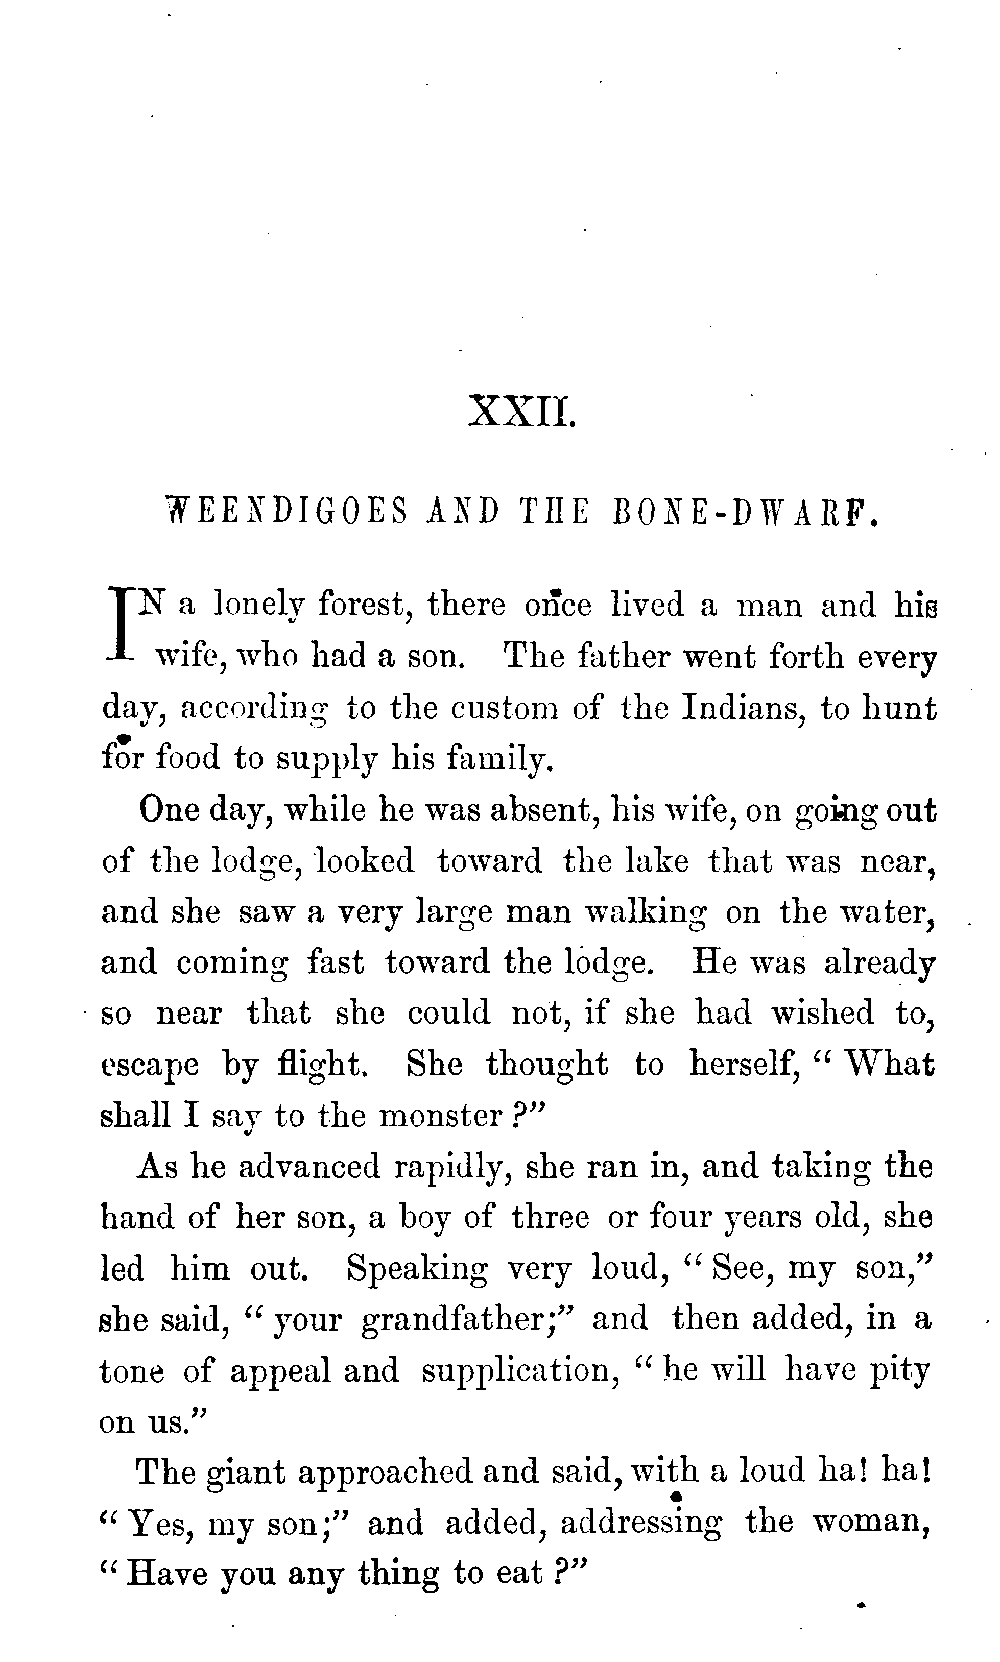 XXII.
WEENDIGOES AND THE BONE-DWARF.
IN a lonely forest, there once lived a man and his
wife, who had a son. The father went forth every
day, according to the custom of the Indians, to hunt
for food to supply his family.
One day, while he was absent, his wife, on going out
of the lodge, looked toward the lake that was near,
and she saw a very large man walking on the water,
and coming fast toward the lodge. He was already
so near that she could not, if she had wished to,
escape by flight. She thought to herself, “What
shall I say to the monster?”
As he advanced rapidly, she ran in, and taking the
hand of her son, a boy of three or four years old, she
led him out. Speaking very loud, “See, my son,”
she said, “your grandfather;” and then added, in a
tone of appeal and supplication, “he will have pity
on us.”
The giant approached and said, with a loud ha! ha!
“Yes, my son;” and added, addressing the woman,
“Have you any thing to eat?”